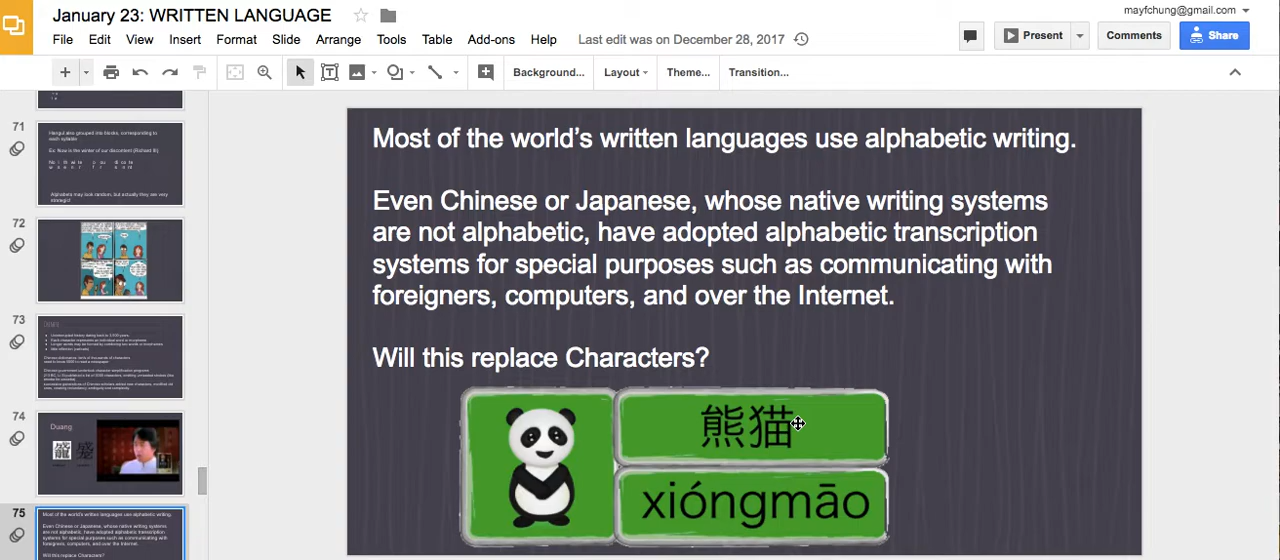 January 23: WRITTEN LANGUAGE
mayfchung@gmail.com
File Edit View Insert Format Slide Arrange Tools Table Add-ons Help Last edit was on December 28, 2017
Present Comments Share
Background... Layout Theme... Transition...
71
72
73
74
Duang
75
Most of the world's written languages use alphabetic writing.
Even Chinese or Japanese, whose native writing systems
are not alphabetic, have adopted alphabetic transcription
systems for special purposes such as communicating with
foreigners, computers, and over the Internet.
Will this replace Characters?
熊猫
xióngmāo